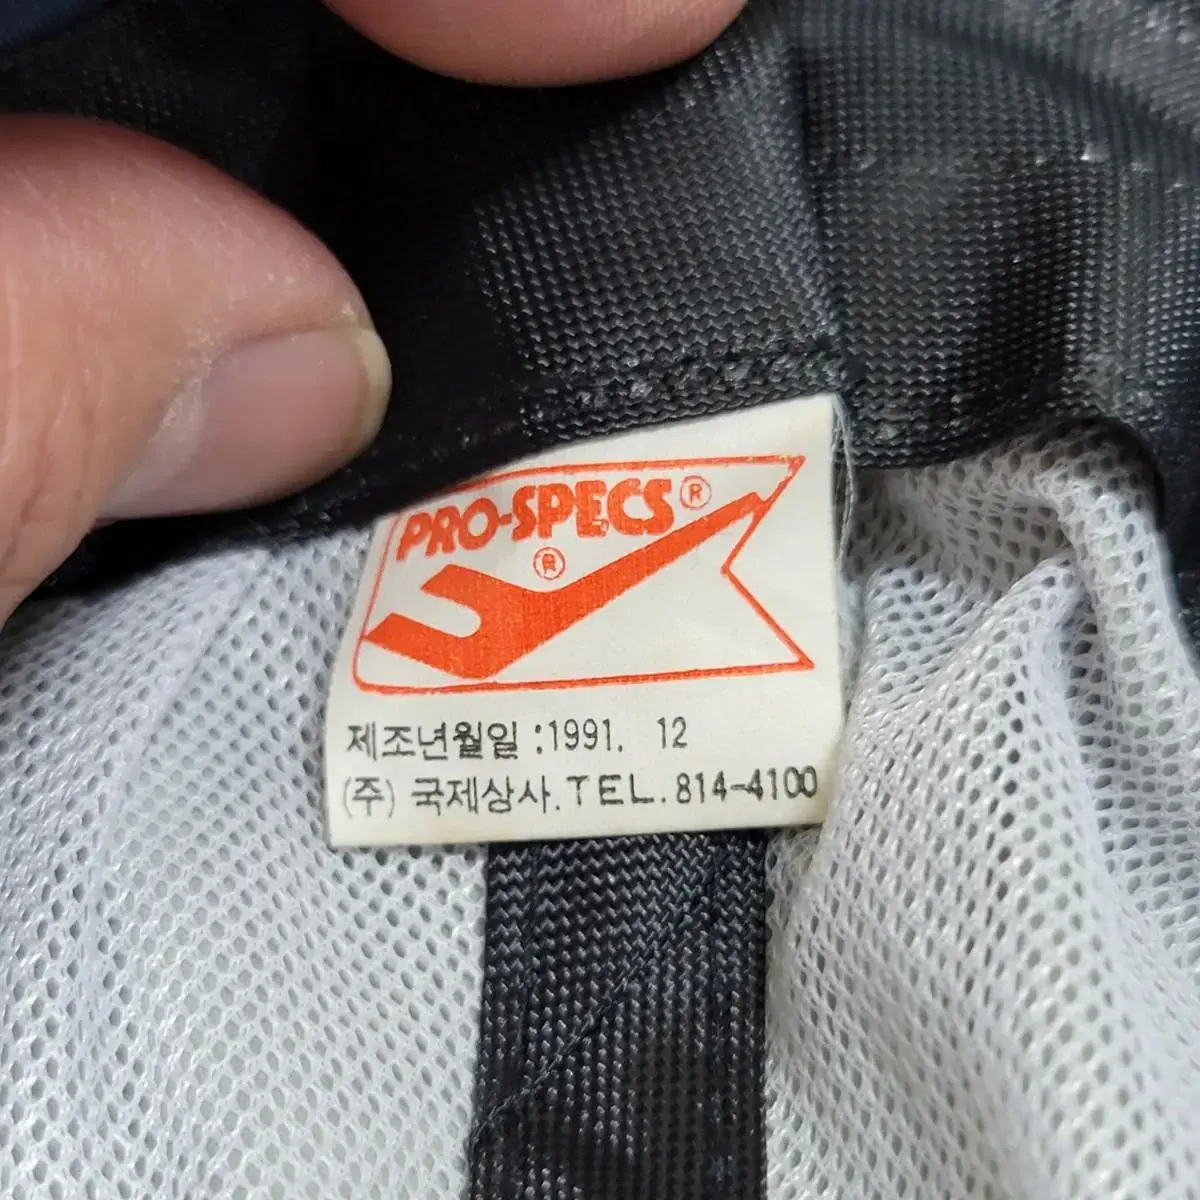 PRO-SPECS®
®
제조년월일 :1991. 12
(주) 국제상사. TEL. 814-4100